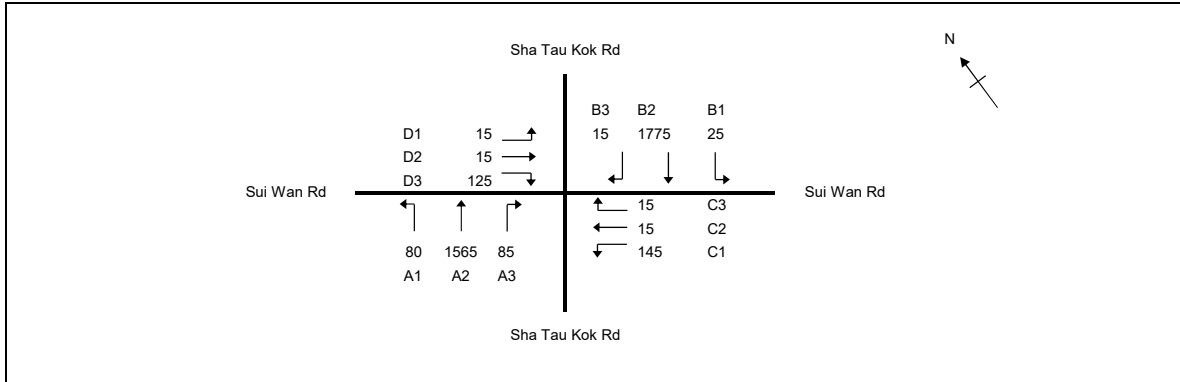 Sha Tau Kok Rd
N
B3 B2 B1
D1 15 15 1775 25
D2 15
D3 125
Sui Wan Rd Sui Wan Rd
15 C3
15 C2
80 1565 85 145 C1
A1 A2 A3
Sha Tau Kok Rd